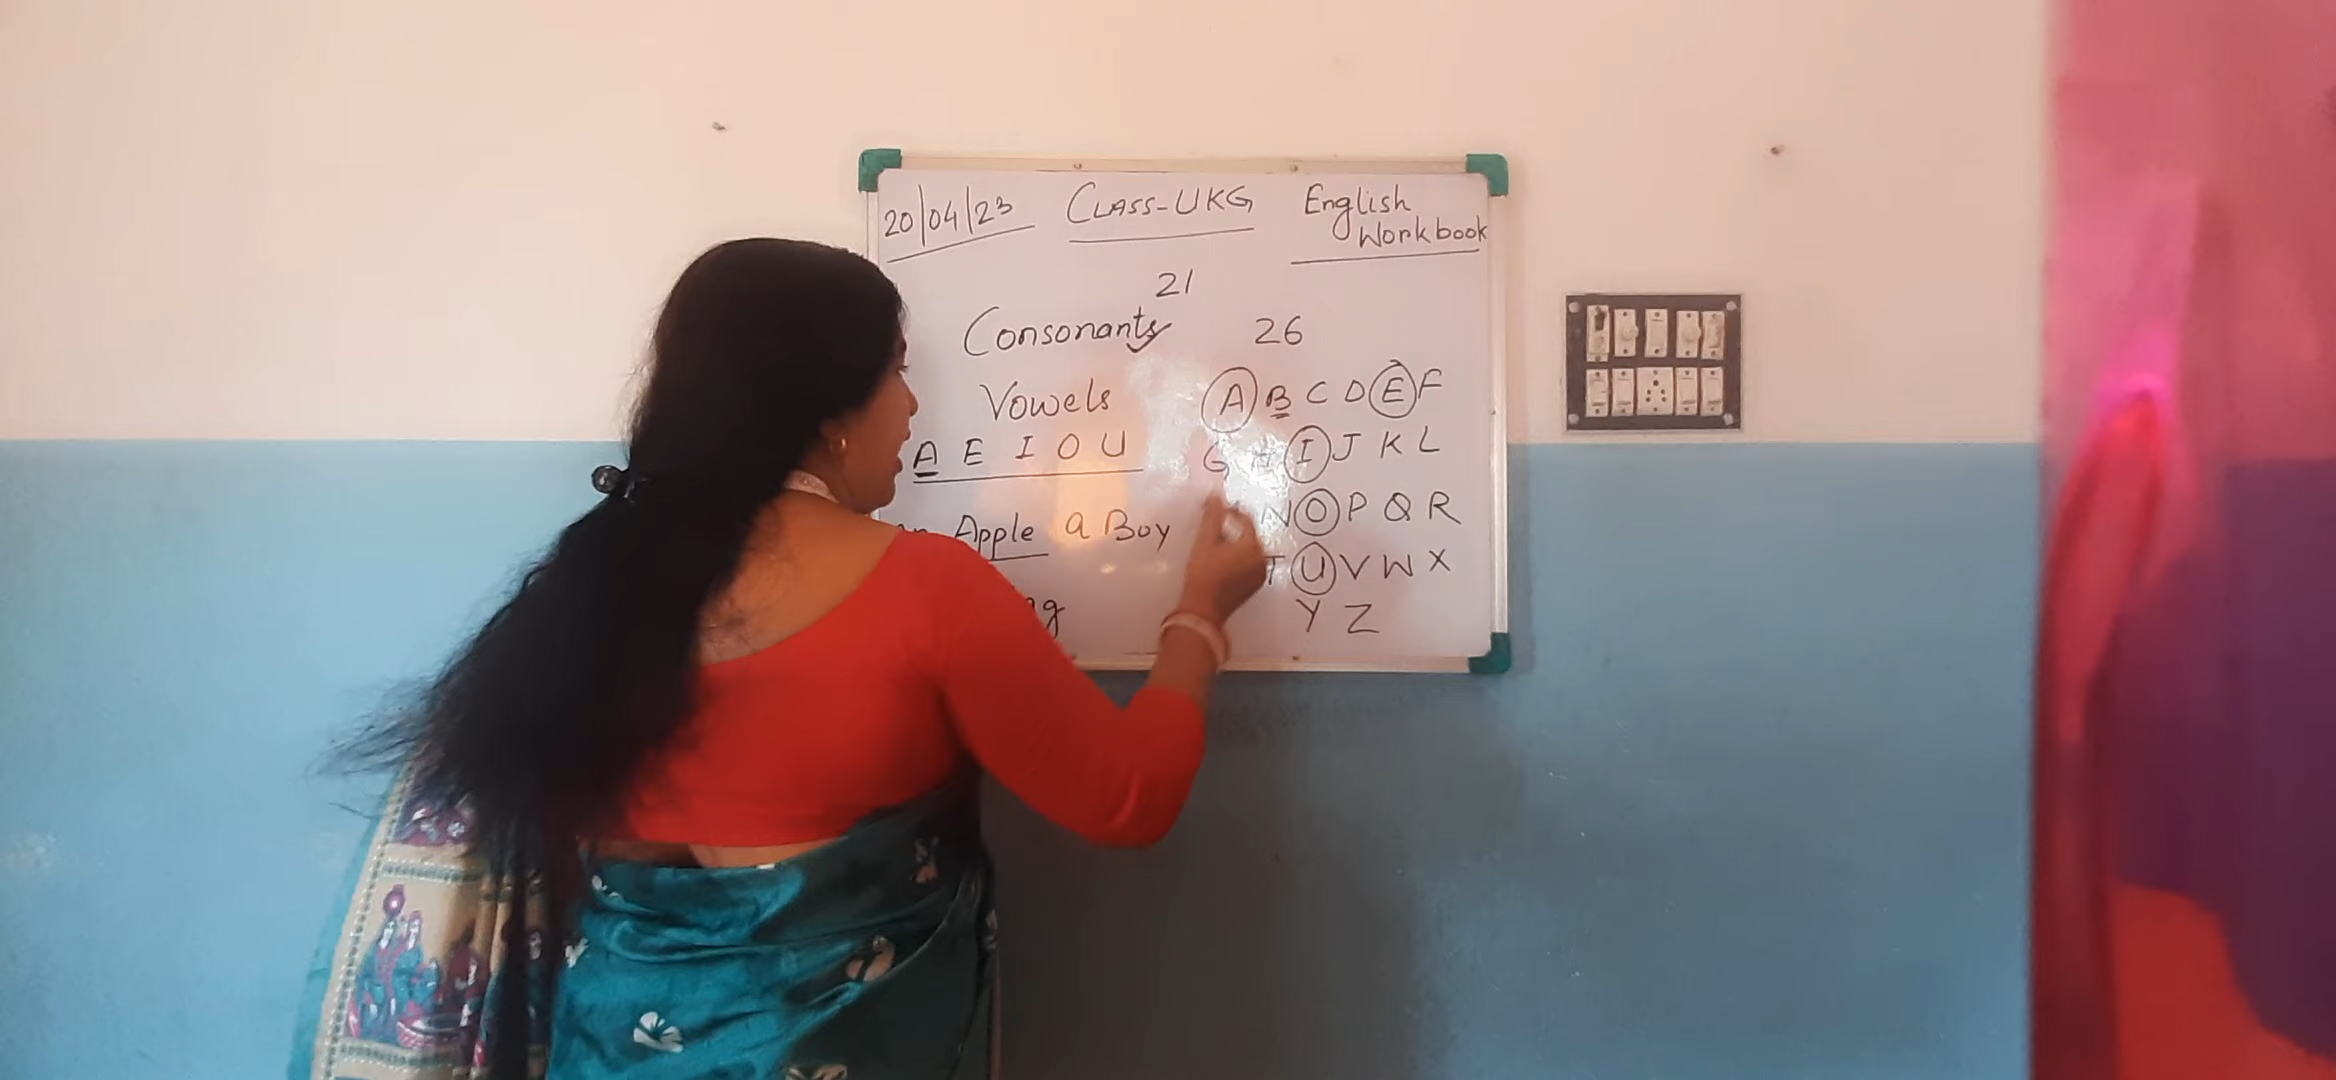 20/04/23 CLASS-UKG English
Workbook
21
Consonants 26
Vowels A B C D E F
A E I O U G H I J K L
Apple a Boy N O P Q R
T U V W X
Y Z